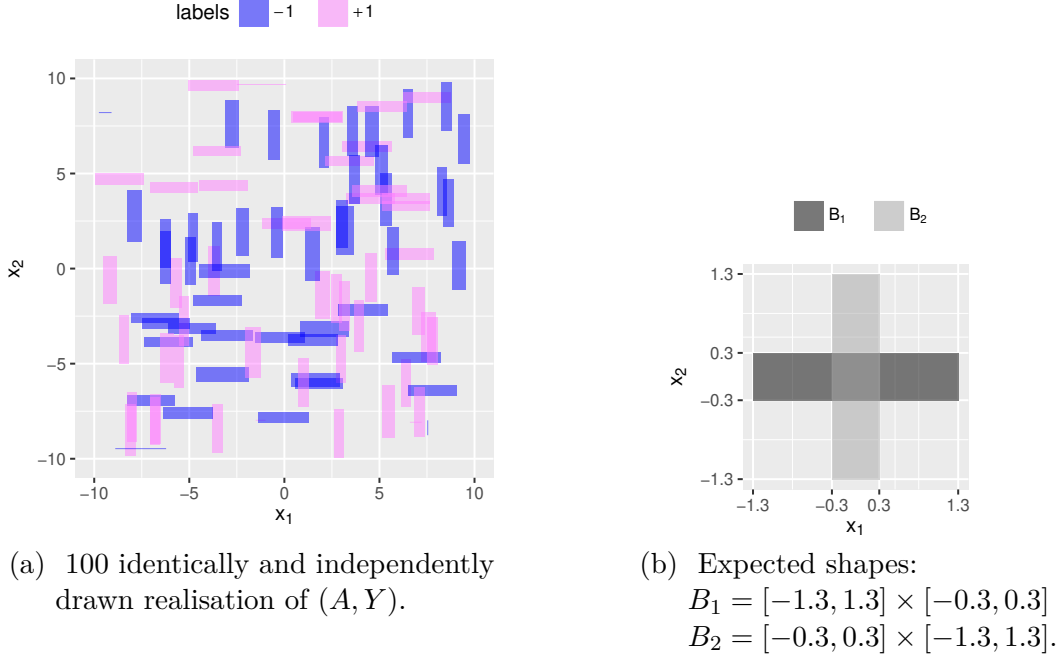 labels −1 +1
10
5
0
−5
−10
x₂
−10 −5 0 5 10
x₁
(a) 100 identically and independently
drawn realisation of (A, Y).
B₁ B₂
1.3
0.3
−0.3
−1.3
x₂
−1.3 −0.3 0.3 1.3
x₁
(b) Expected shapes:
B₁ = [−1.3, 1.3] × [−0.3, 0.3]
B₂ = [−0.3, 0.3] × [−1.3, 1.3].